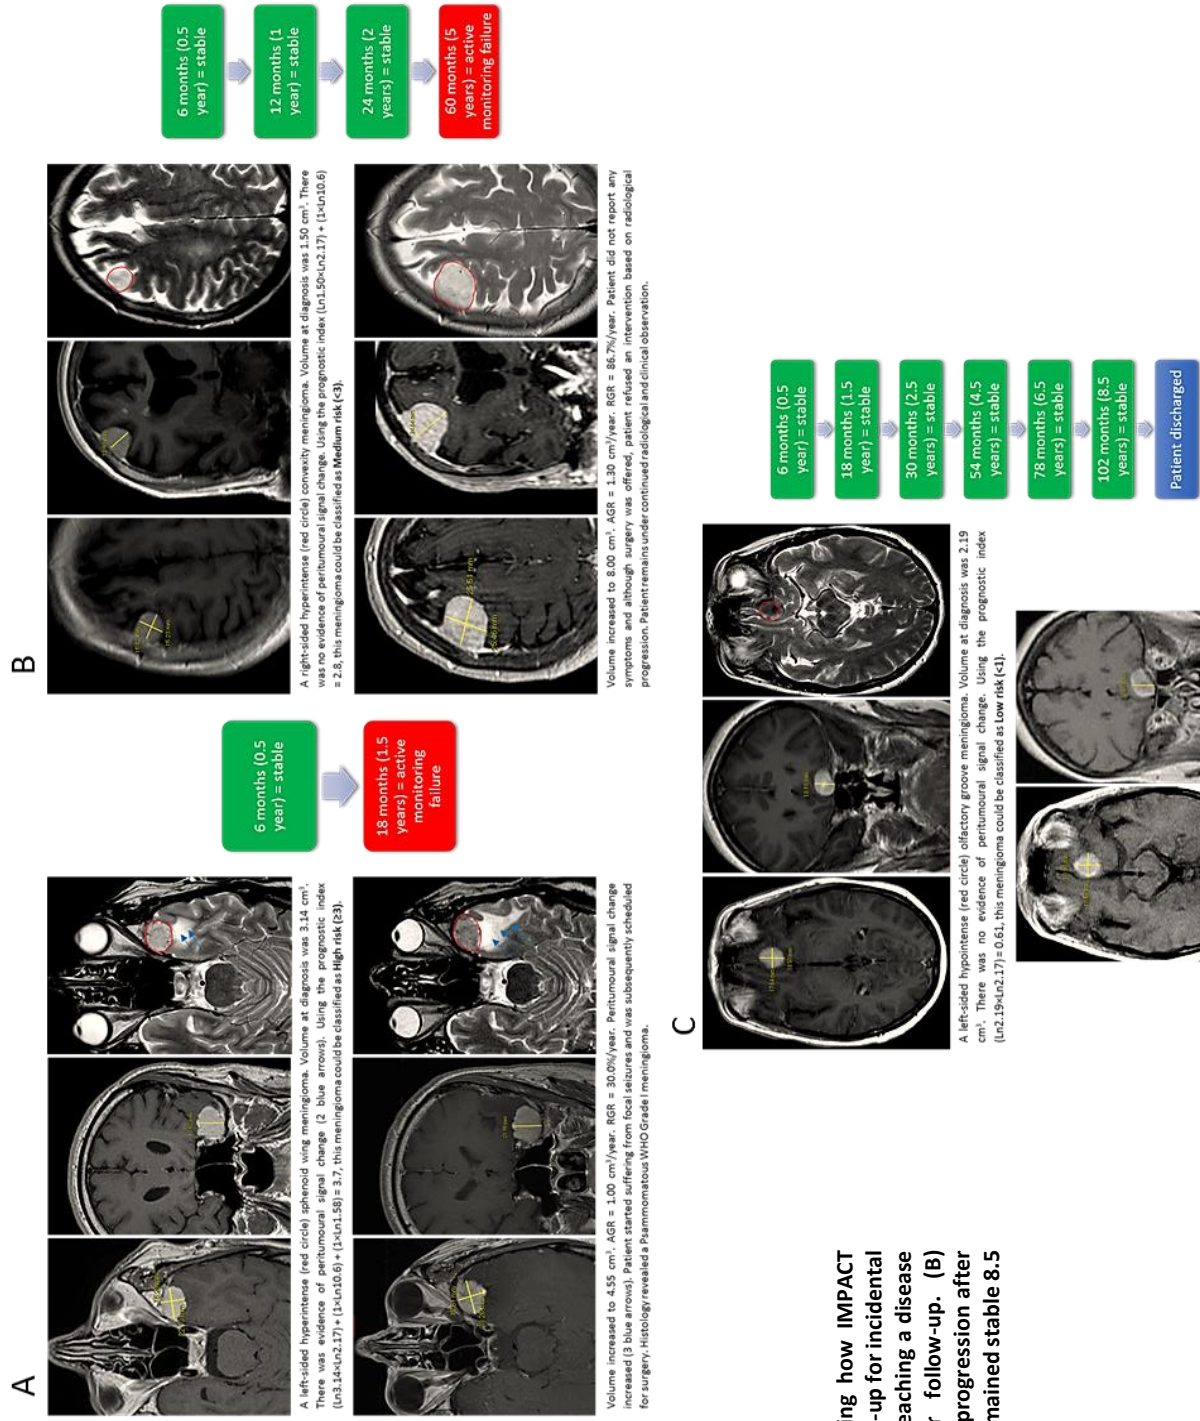 A
A left-sided hyperintense (red circle) sphenoid wing meningioma. Volume at diagnosis was 3.14 cm³.
There was evidence of peritumoural signal change (2 blue arrows). Using the prognostic index
(Ln3.14×Ln2.17) + (1×Ln10.6) + (1×Ln1.58) = 3.7, this meningioma could be classified as High risk (≥3).
Volume increased to 4.55 cm³. AGR = 1.00 cm³/year. RGR = 30.0%/year. Peritumoural signal change
increased (3 blue arrows). Patient started suffering from focal seizures and was subsequently scheduled
for surgery. Histology revealed a Psammomatous WHO Grade I meningioma.
6 months (0.5
year) = stable
18 months (1.5
years) = active
monitoring
failure
B
A right-sided hyperintense (red circle) convexity meningioma. Volume at diagnosis was 1.50 cm³. There
was no evidence of peritumoural signal change. Using the prognostic index (Ln1.50×Ln2.17) + (1×Ln10.6)
= 2.8, this meningioma could be classified as Medium risk (<3).
Volume increased to 8.00 cm³. AGR = 1.30 cm³/year. RGR = 86.7%/year. Patient did not report any
symptoms and although surgery was offered, patient refused an intervention based on radiological
progression. Patient remains under continued radiological and clinical observation.
6 months (0.5
year) = stable
12 months (1
year) = stable
24 months (2
years) = stable
60 months (5
years) = active
monitoring failure
C
A left-sided hypointense (red circle) olfactory groove meningioma. Volume at diagnosis was 2.19
cm³. There was no evidence of peritumoural signal change. Using the prognostic index
(Ln2.19×Ln2.17) = 0.61, this meningioma could be classified as Low risk (<1).
6 months (0.5
year) = stable
18 months (1.5
year) = stable
30 months (2.5
years) = stable
54 months (4.5
years) = stable
78 months (6.5
years) = stable
102 months (8.5
years) = stable
Patient discharged
ing how IMPACT
-up for incidental
eaching a disease
r follow-up. (B)
progression after
mained stable 8.5